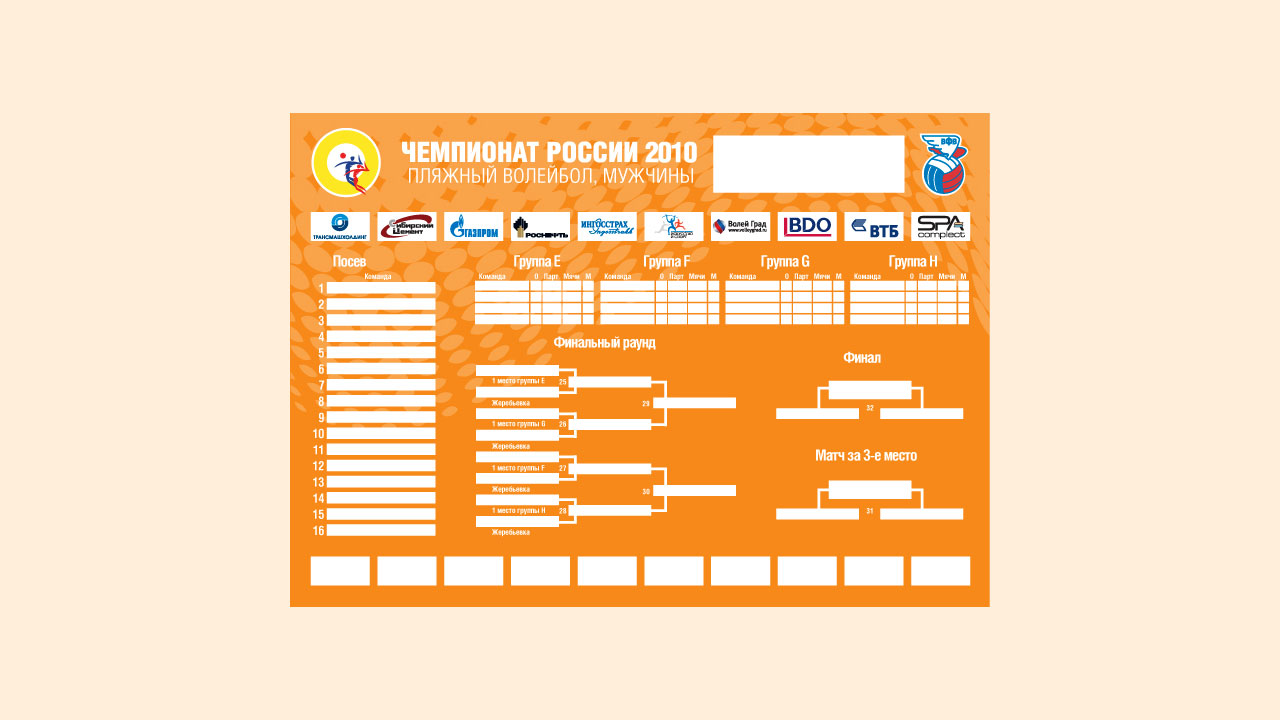 ЧЕМПИОНАТ РОССИИ 2010
ПЛЯЖНЫЙ ВОЛЕЙБОЛ, МУЖЧИНЫ
ВФВ
ТРАНСМАШХОЛДИНГ
Сибирский Цемент
ГАЗПРОМ
РОСНЕФТЬ
ИНГОССТРАХ
Ingosstrakh
Волей Град
www.volleygrad.ru
BDO
ВТБ
SPA
complect
Посев
Команда
1
2
3
4
5
6
7
8
9
10
11
12
13
14
15
16
Группа E
Команда О Парт Мячи М
Группа F
Команда О Парт Мячи М
Группа G
Команда О Парт Мячи М
Группа H
Команда О Парт Мячи М
Финальный раунд
1 место группы E 25
Жеребьевка
29
1 место группы G 26
Жеребьевка
1 место группы F 27
Жеребьевка
30
1 место группы H 28
Жеребьевка
Финал
32
Матч за 3-е место
31